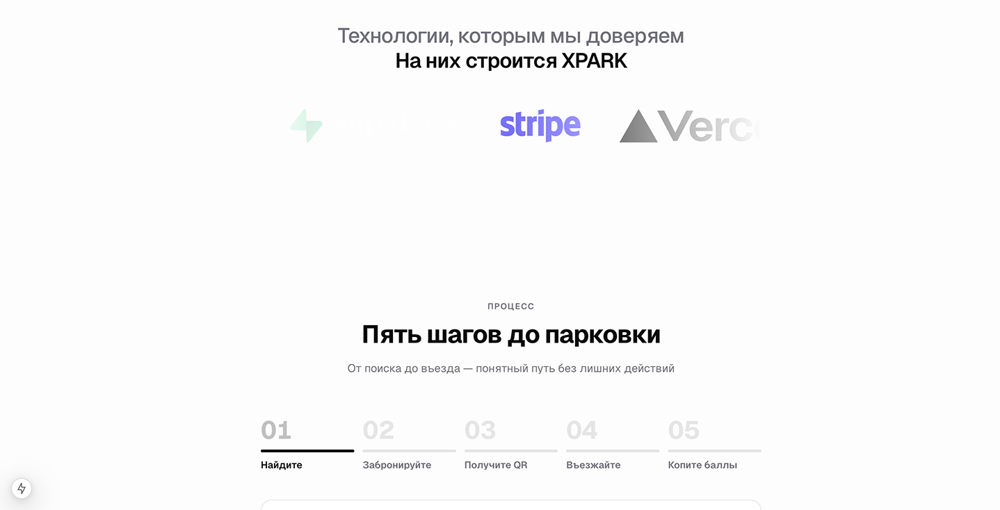 Технологии, которым мы доверяем
На них строится XPARK
stripe
Verc
ПРОЦЕСС
Пять шагов до парковки
От поиска до въезда — понятный путь без лишних действий
01 02 03 04 05
Найдите Забронируйте Получите QR Въезжайте Копите баллы